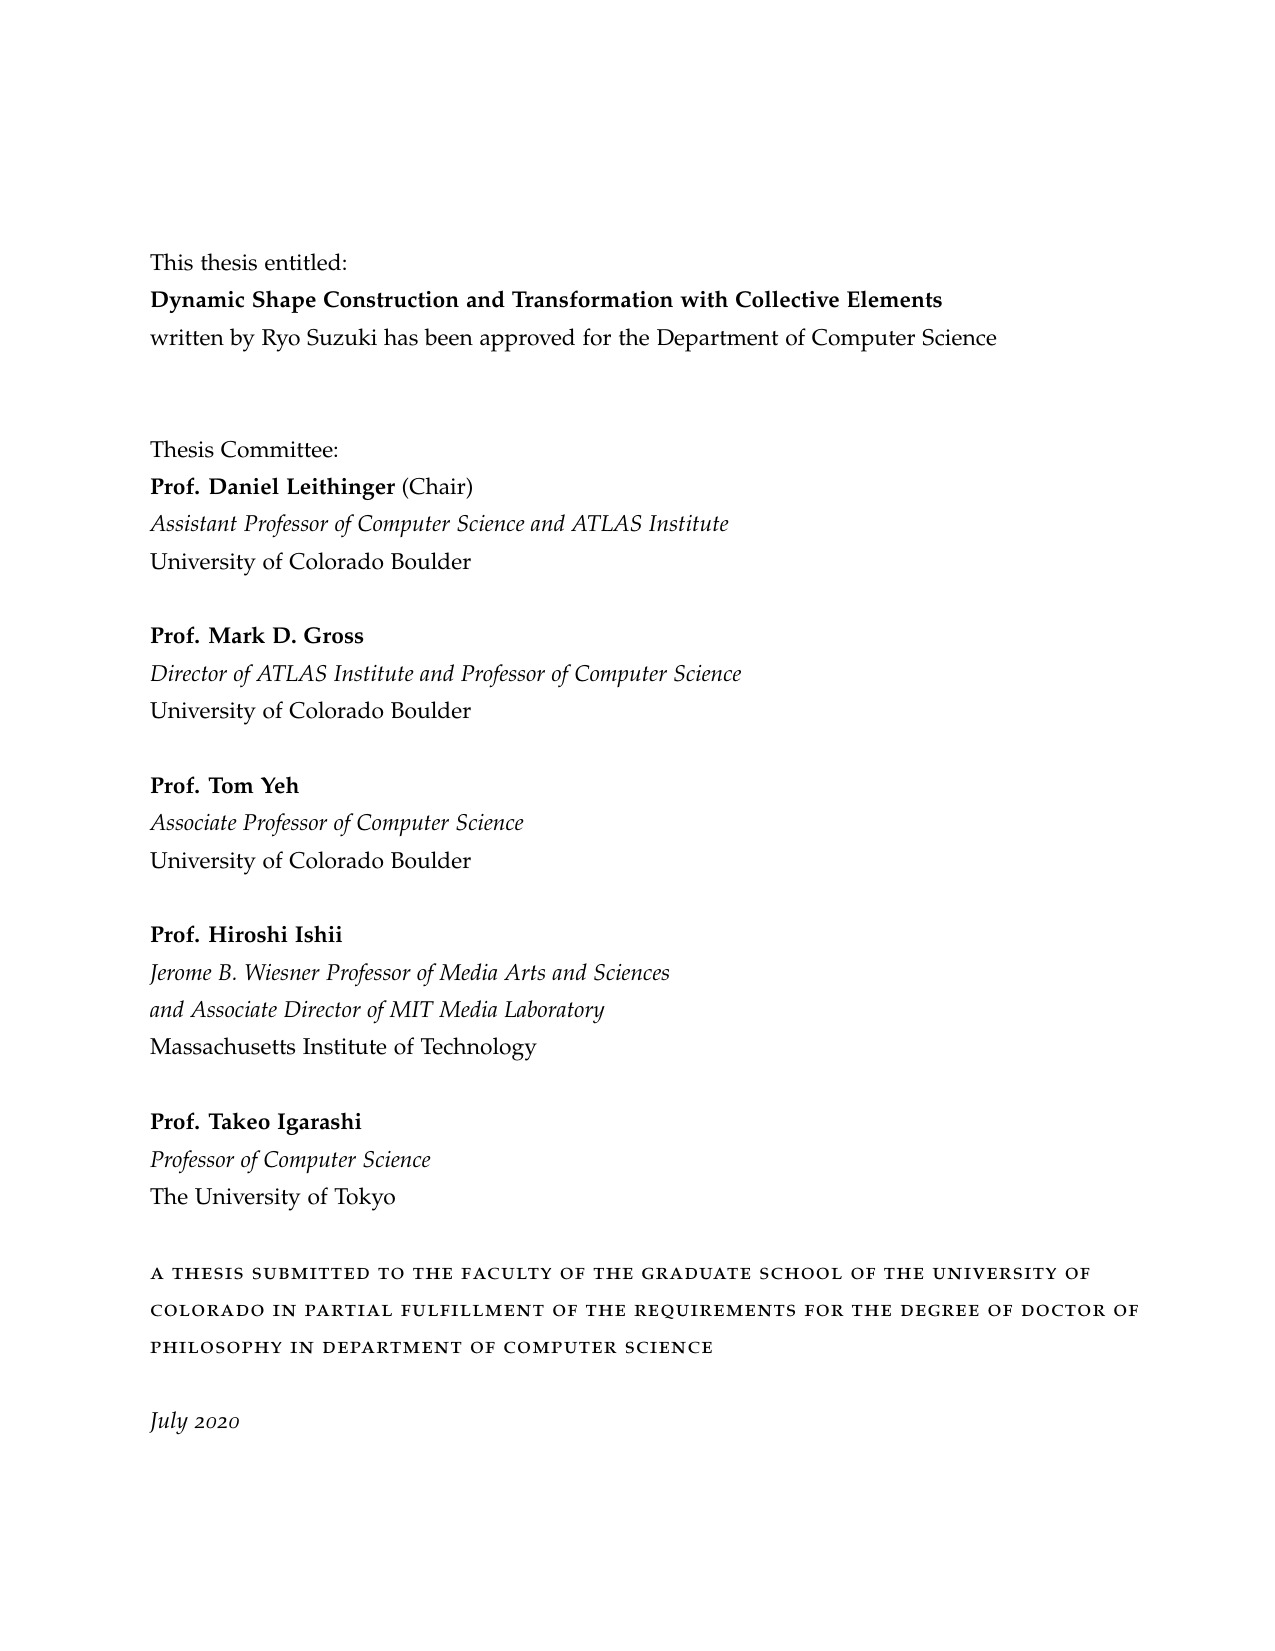 This thesis entitled:
Dynamic Shape Construction and Transformation with Collective Elements
written by Ryo Suzuki has been approved for the Department of Computer Science
Thesis Committee:
Prof. Daniel Leithinger (Chair)
Assistant Professor of Computer Science and ATLAS Institute
University of Colorado Boulder
Prof. Mark D. Gross
Director of ATLAS Institute and Professor of Computer Science
University of Colorado Boulder
Prof. Tom Yeh
Associate Professor of Computer Science
University of Colorado Boulder
Prof. Hiroshi Ishii
Jerome B. Wiesner Professor of Media Arts and Sciences
and Associate Director of MIT Media Laboratory
Massachusetts Institute of Technology
Prof. Takeo Igarashi
Professor of Computer Science
The University of Tokyo
A THESIS SUBMITTED TO THE FACULTY OF THE GRADUATE SCHOOL OF THE UNIVERSITY OF
COLORADO IN PARTIAL FULFILLMENT OF THE REQUIREMENTS FOR THE DEGREE OF DOCTOR OF
PHILOSOPHY IN DEPARTMENT OF COMPUTER SCIENCE
July 2020